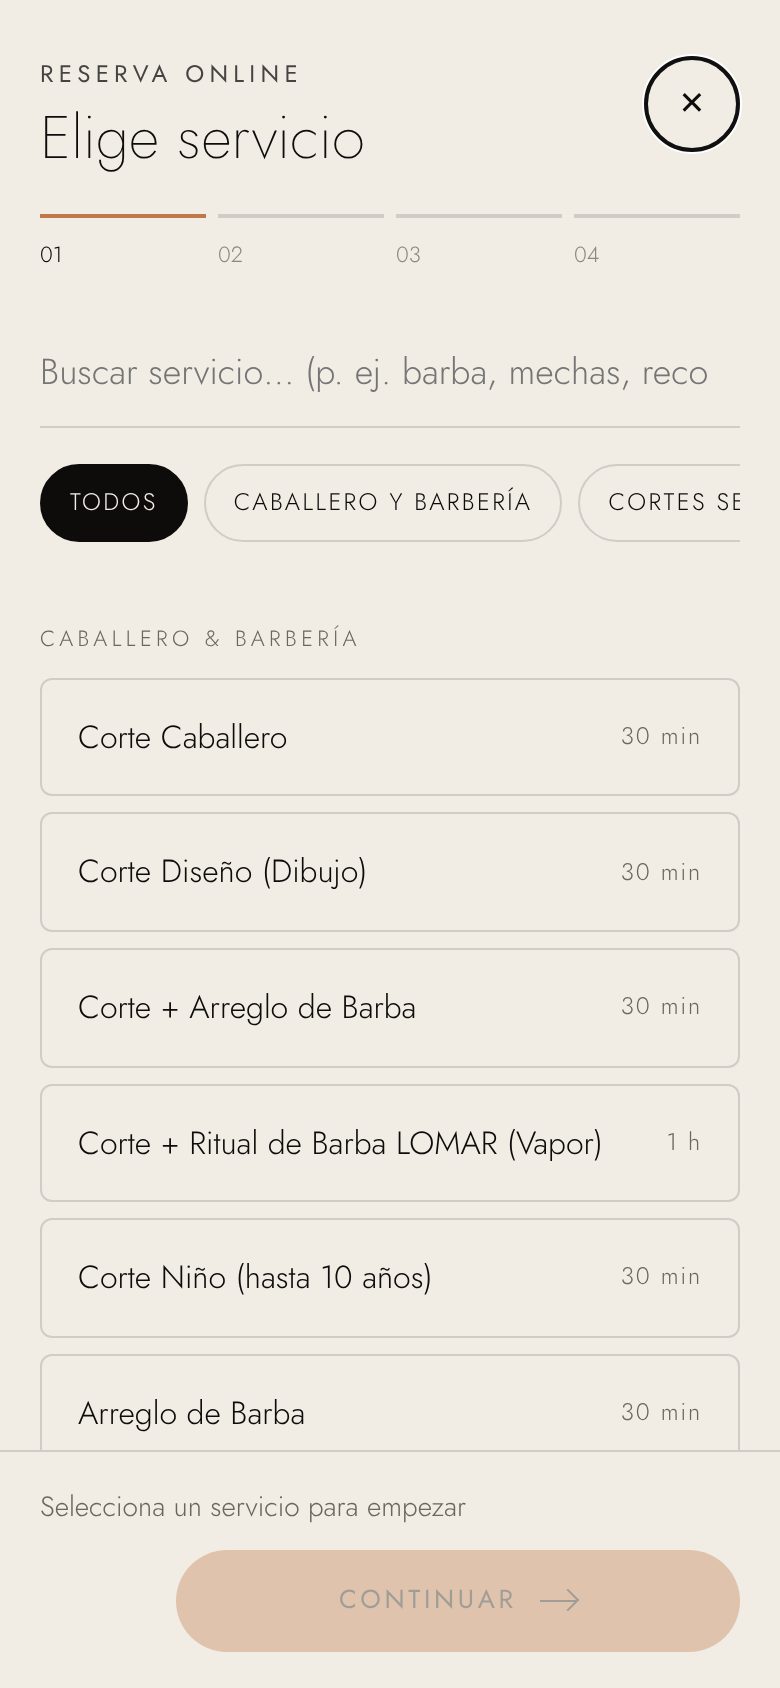 RESERVA ONLINE
Elige servicio
01
02
03
04
Buscar servicio... (p. ej. barba, mechas, reco
TODOS
CABALLERO Y BARBERÍA
CORTES SE
CABALLERO & BARBERÍA
Corte Caballero 30 min
Corte Diseño (Dibujo) 30 min
Corte + Arreglo de Barba 30 min
Corte + Ritual de Barba LOMAR (Vapor) 1 h
Corte Niño (hasta 10 años) 30 min
Arreglo de Barba 30 min
Selecciona un servicio para empezar
CONTINUAR →